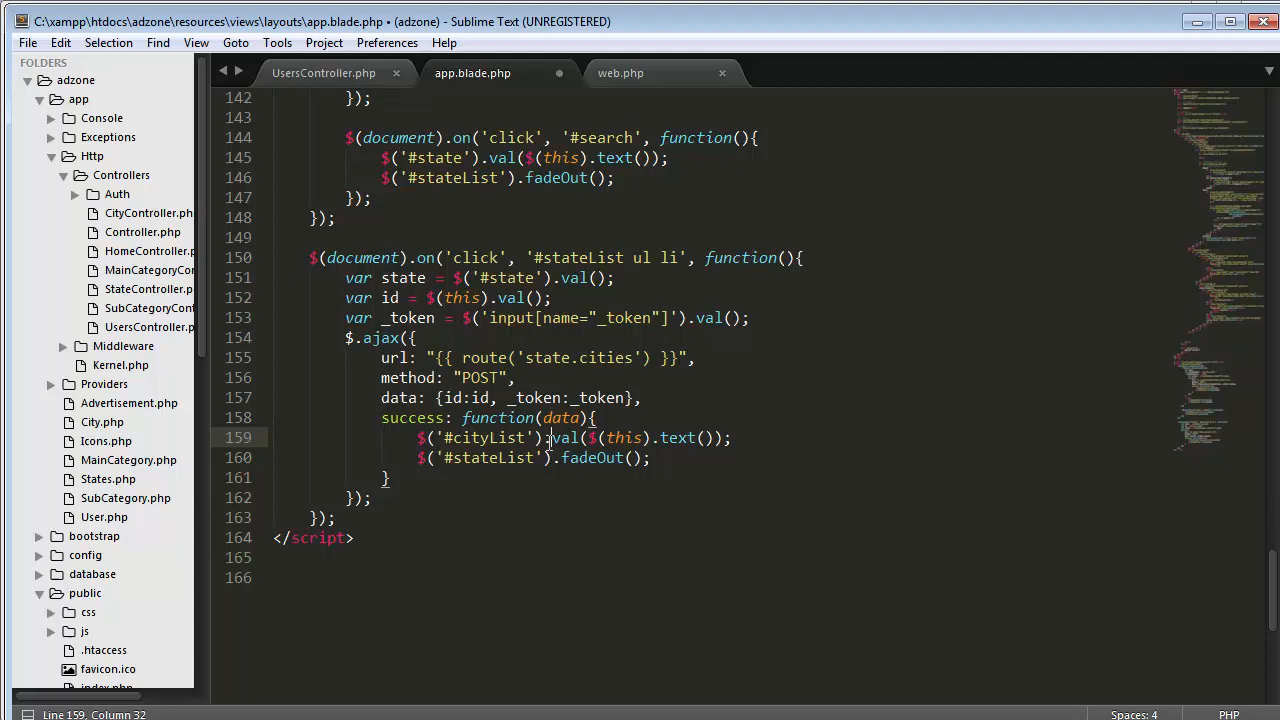 C:\xampp\htdocs\adzone\resources\views\layouts\app.blade.php • (adzone) - Sublime Text (UNREGISTERED)
File Edit Selection Find View Goto Tools Project Preferences Help
FOLDERS
adzone
app
Console
Exceptions
Http
Controllers
Auth
CityController.ph
Controller.php
HomeController.
MainCategoryCor
StateController.p
SubCategoryCont
UsersController.p
Middleware
Kernel.php
Providers
Advertisement.php
City.php
Icons.php
MainCategory.php
States.php
SubCategory.php
User.php
bootstrap
config
database
public
css
js
.htaccess
favicon.ico
index.php
UsersController.php × app.blade.php web.php ×
142 });
143
144 $(document).on('click', '#search', function(){
145 $('#state').val($(this).text());
146 $('#stateList').fadeOut();
147 });
148 });
149
150 $(document).on('click', '#stateList ul li', function(){
151 var state = $('#state').val();
152 var id = $(this).val();
153 var _token = $('input[name="_token"]').val();
154 $.ajax({
155 url: "{{ route('state.cities') }}",
156 method: "POST",
157 data: {id:id, _token:_token},
158 success: function(data){
159 $('#cityList').val($(this).text());
160 $('#stateList').fadeOut();
161 }
162 });
163 });
164 </script>
165
166
Line 159, Column 32 Spaces: 4 PHP